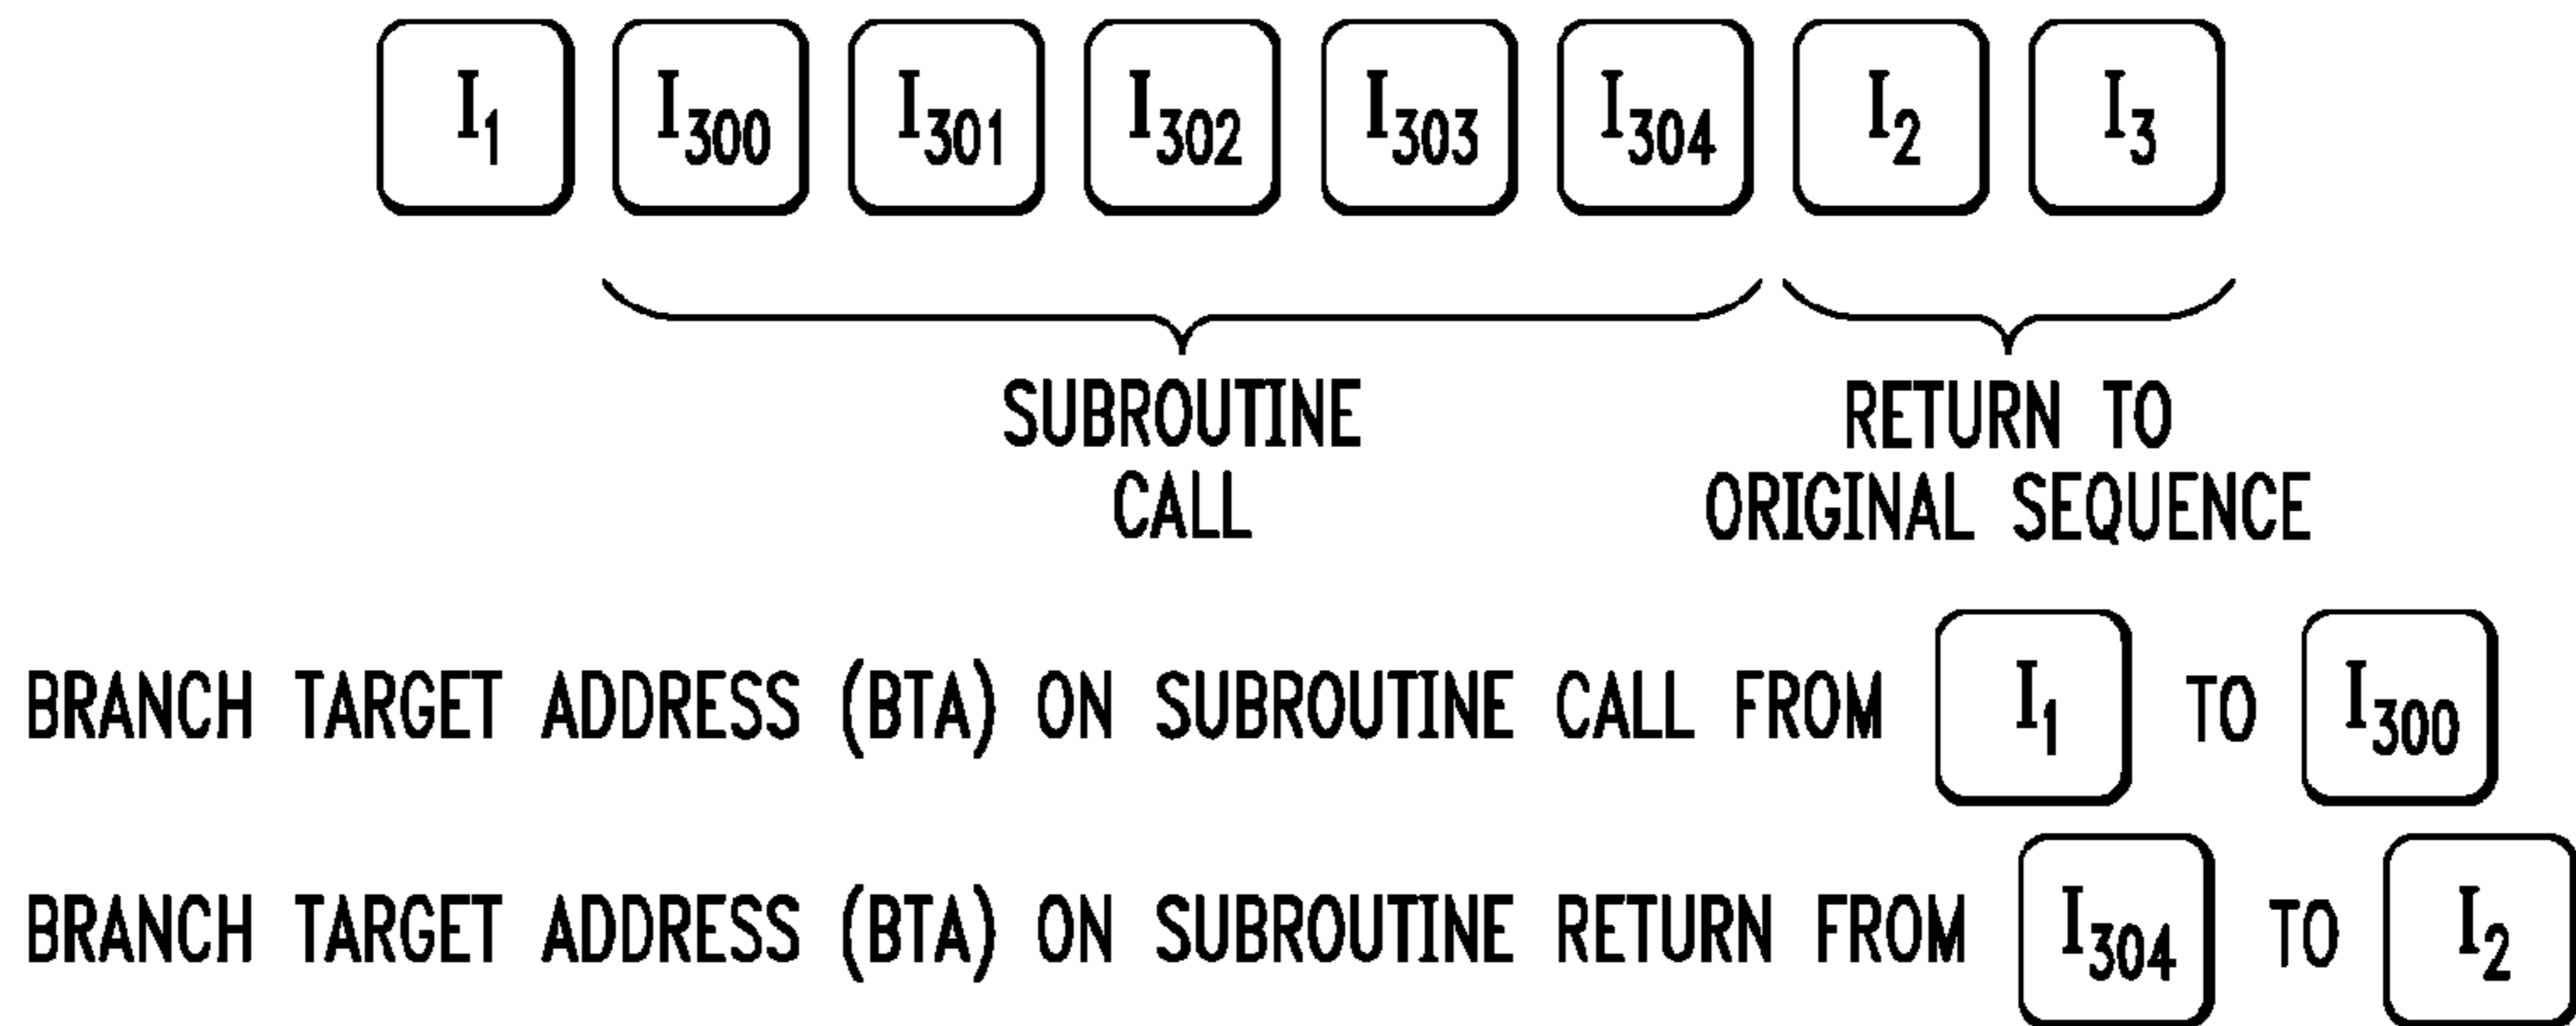 I1 I300 I301 I302 I303 I304 I2 I3
SUBROUTINE CALL
RETURN TO ORIGINAL SEQUENCE
BRANCH TARGET ADDRESS (BTA) ON SUBROUTINE CALL FROM I1 TO I300
BRANCH TARGET ADDRESS (BTA) ON SUBROUTINE RETURN FROM I304 TO I2